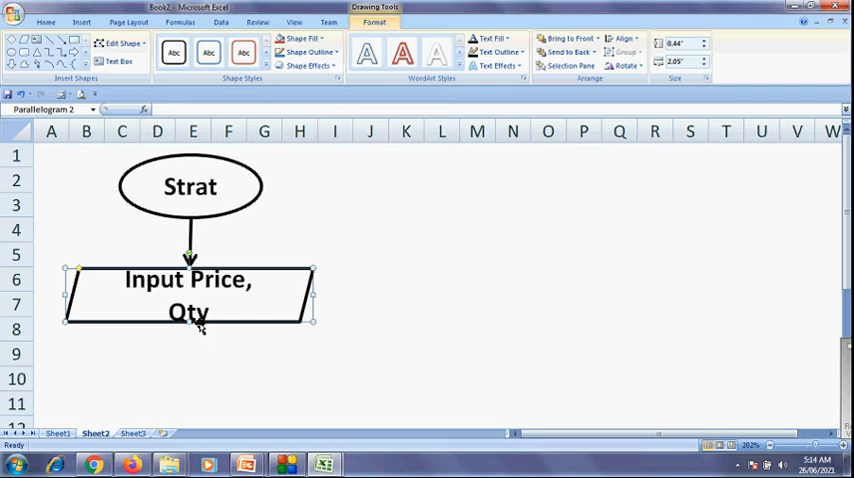 Book2 - Microsoft Excel
Drawing Tools
Home Insert Page Layout Formulas Data Review View Team Format
Edit Shape
Text Box
Insert Shapes
Abc Abc Abc
Shape Fill
Shape Outline
Shape Effects
Shape Styles
A A A
Text Fill
Text Outline
Text Effects
WordArt Styles
Bring to Front
Send to Back
Selection Pane
Align
Group
Rotate
Arrange
0.44"
2.05"
Size
Parallelogram 2
fx
A B C D E F G H I J K L M N O P Q R S T U V W
1
2
3
4
5
6
7
8
9
10
11
12
Strat
Input Price,
Qty
Sheet1 Sheet2 Sheet3
Ready
202%
5:14 AM
26/06/2021